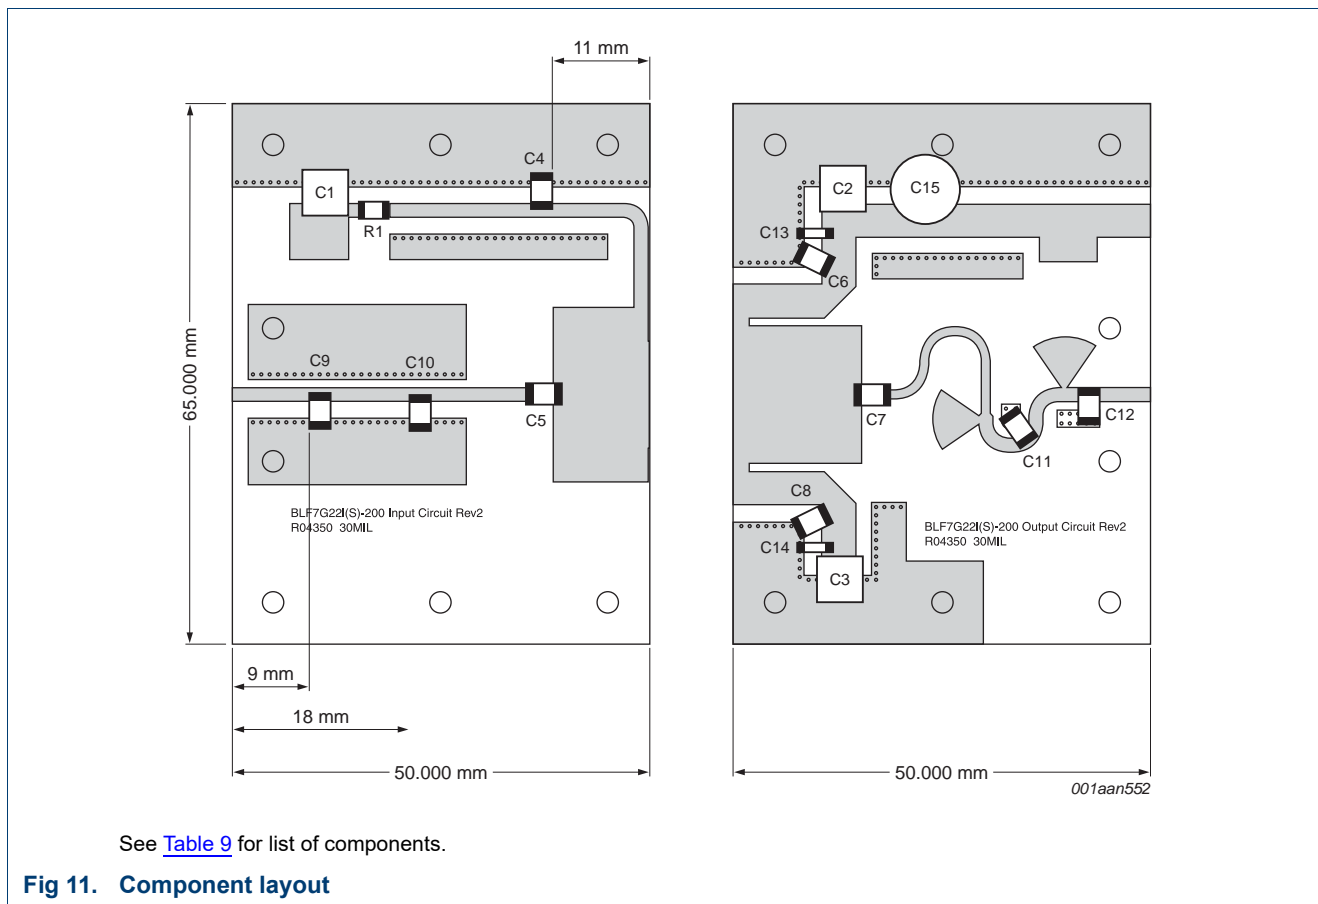 11 mm
C4
C1
R1
C2
C15
C13
C6
65.000 mm
C9
C10
C5
C7
C12
C11
C8
C14
C3
BLF7G22I(S)-200 Input Circuit Rev2
R04350 30MIL
BLF7G22I(S)-200 Output Circuit Rev2
R04350 30MIL
9 mm
18 mm
50.000 mm
50.000 mm
001aan552
See Table 9 for list of components.
Fig 11. Component layout